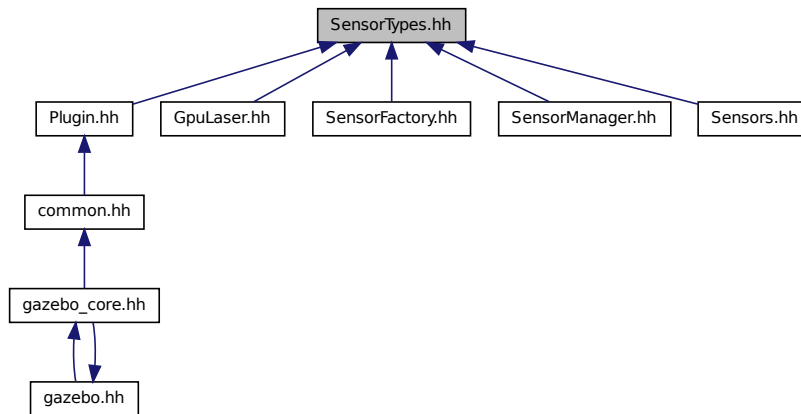 SensorTypes.hh
Plugin.hh
GpuLaser.hh
SensorFactory.hh
SensorManager.hh
Sensors.hh
common.hh
gazebo_core.hh
gazebo.hh